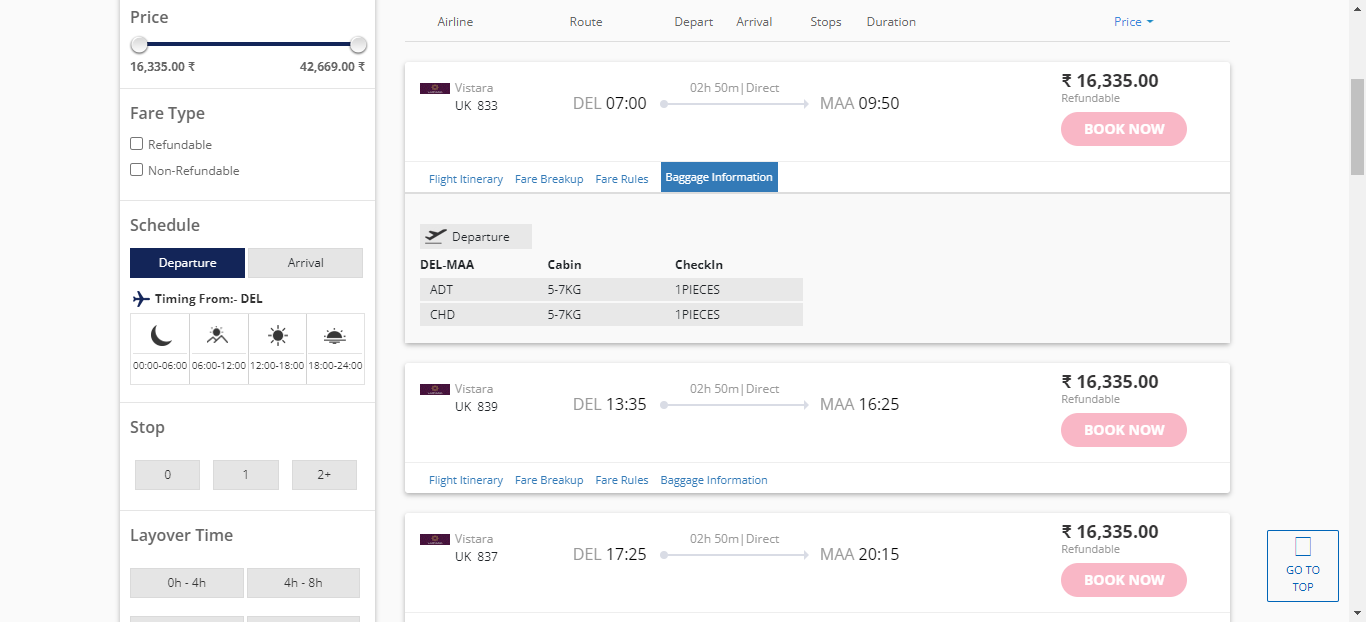 Price
16,335.00 ₹ 42,669.00 ₹
Fare Type
Refundable
Non-Refundable
Schedule
Departure Arrival
Timing From:- DEL
00:00-06:00 06:00-12:00 12:00-18:00 18:00-24:00
Stop
0 1 2+
Layover Time
0h - 4h 4h - 8h
Airline Route Depart Arrival Stops Duration Price
Vistara
UK 833
DEL 07:00
02h 50m|Direct
MAA 09:50
₹ 16,335.00
Refundable
BOOK NOW
Flight Itinerary Fare Breakup Fare Rules Baggage Information
Departure
DEL-MAA Cabin CheckIn
ADT 5-7KG 1PIECES
CHD 5-7KG 1PIECES
Vistara
UK 839
DEL 13:35
02h 50m|Direct
MAA 16:25
₹ 16,335.00
Refundable
BOOK NOW
Flight Itinerary Fare Breakup Fare Rules Baggage Information
Vistara
UK 837
DEL 17:25
02h 50m|Direct
MAA 20:15
₹ 16,335.00
Refundable
BOOK NOW
GO TO
TOP